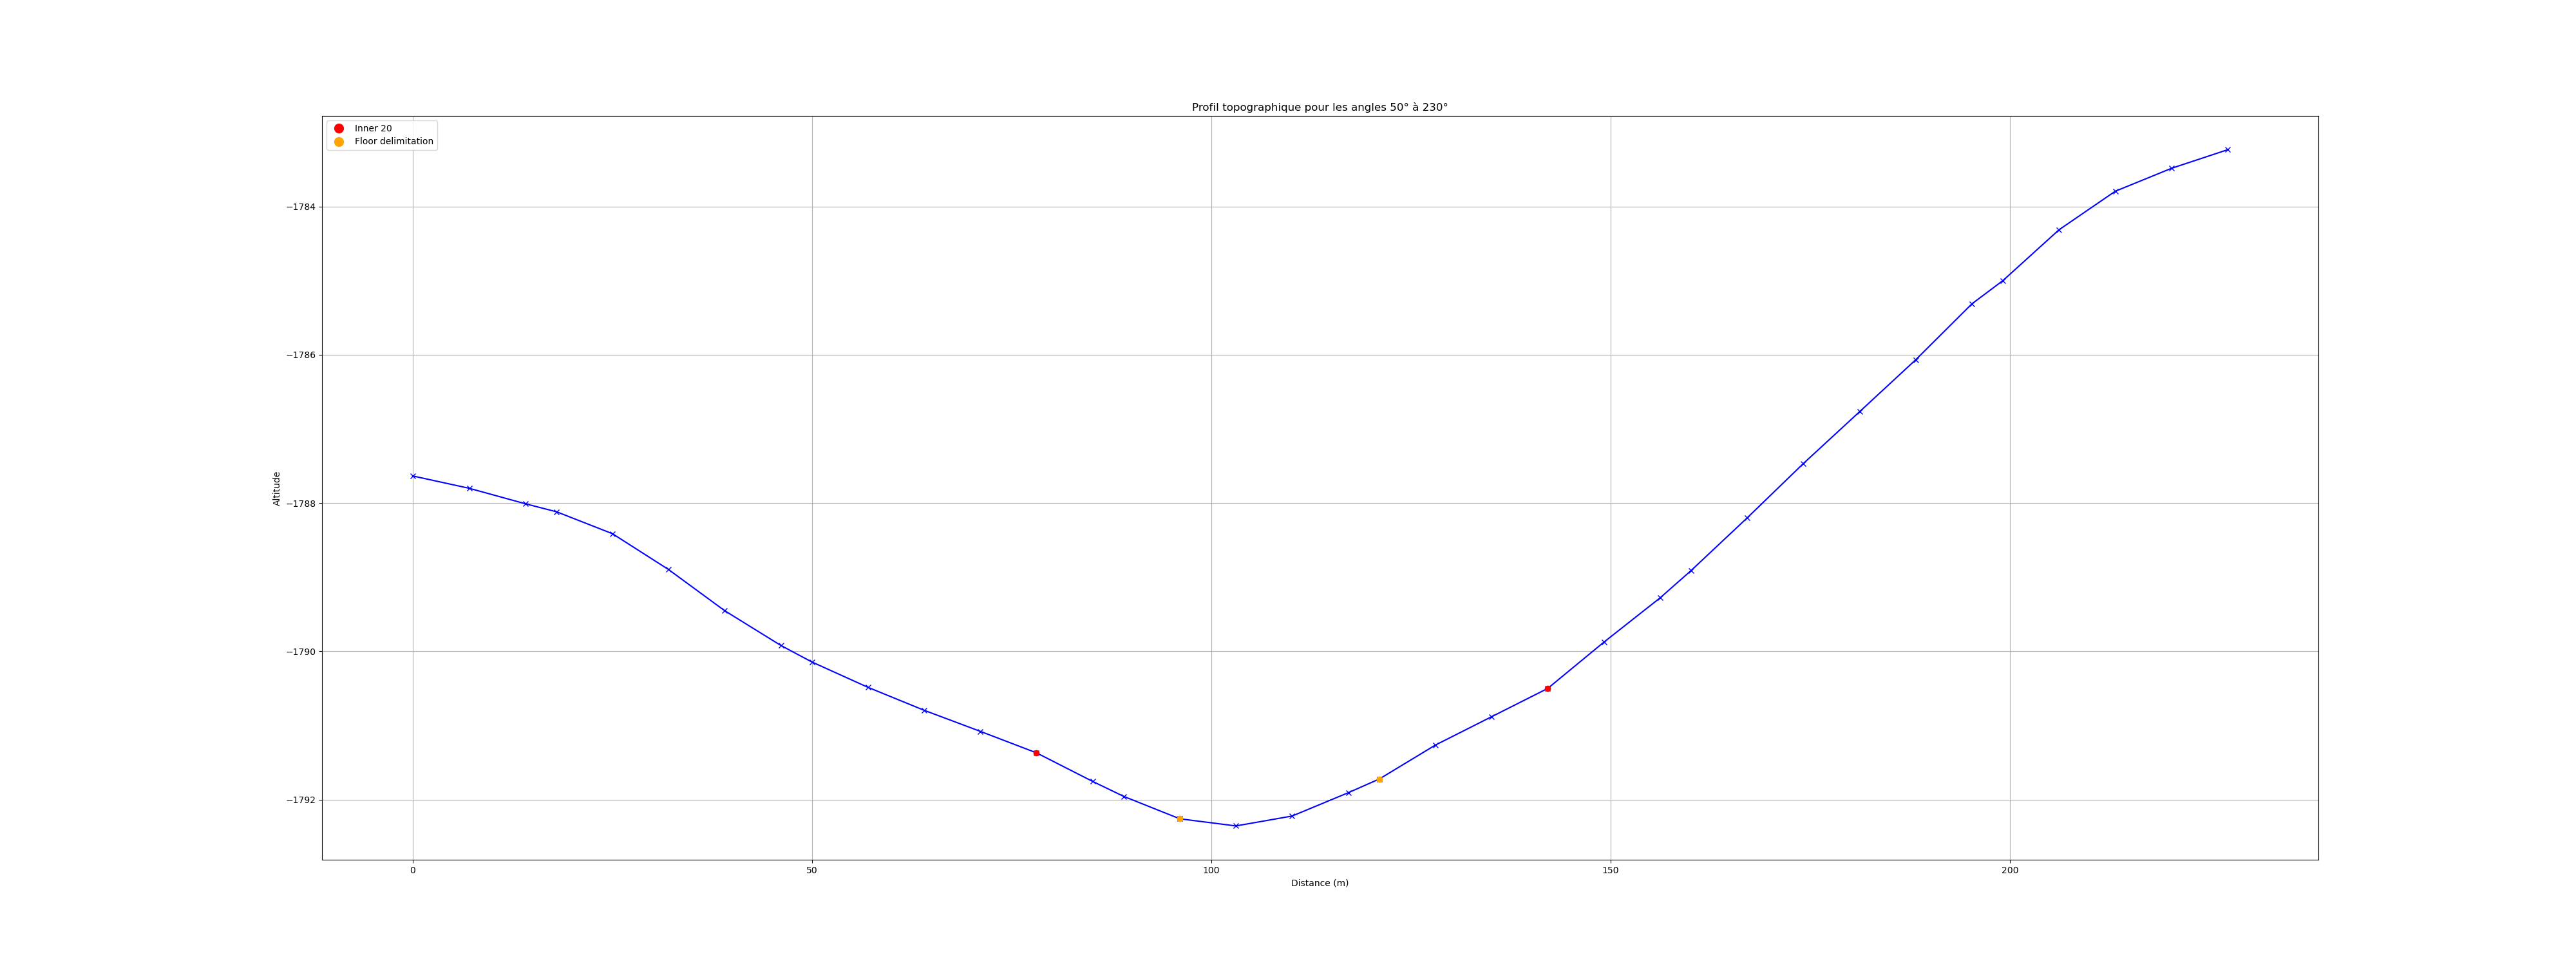 Profil topographique pour les angles 50° à 230°
Inner 20
Floor delimitation
Altitude
−1784
−1786
−1788
−1790
−1792
0 50 100 150 200
Distance (m)